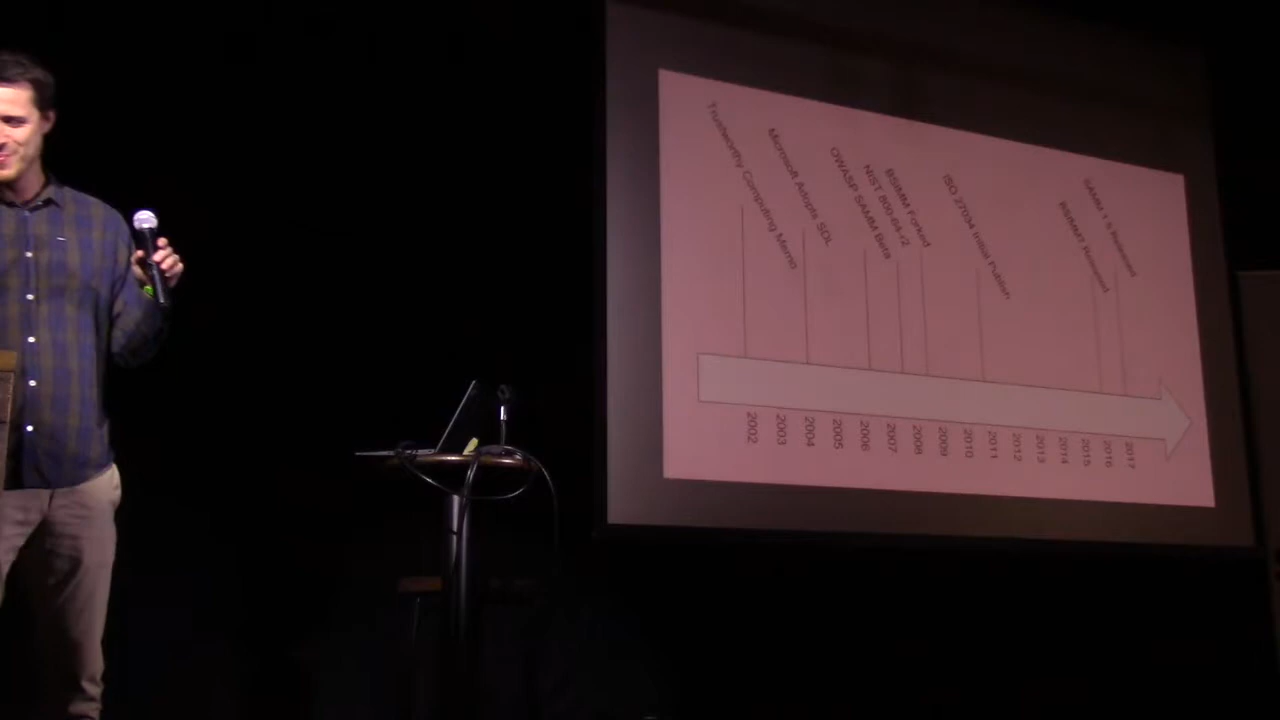 Trustworthy Computing Memo
Microsoft Adopts SDL
OWASP SAMM Beta
NIST 800-64-r2
BSIMM Forked
ISO 27034 Initial Publish
BSIMM7 Released
SAMM 1.5 Released
2002
2003
2004
2005
2006
2007
2008
2009
2010
2011
2012
2013
2014
2015
2016
2017